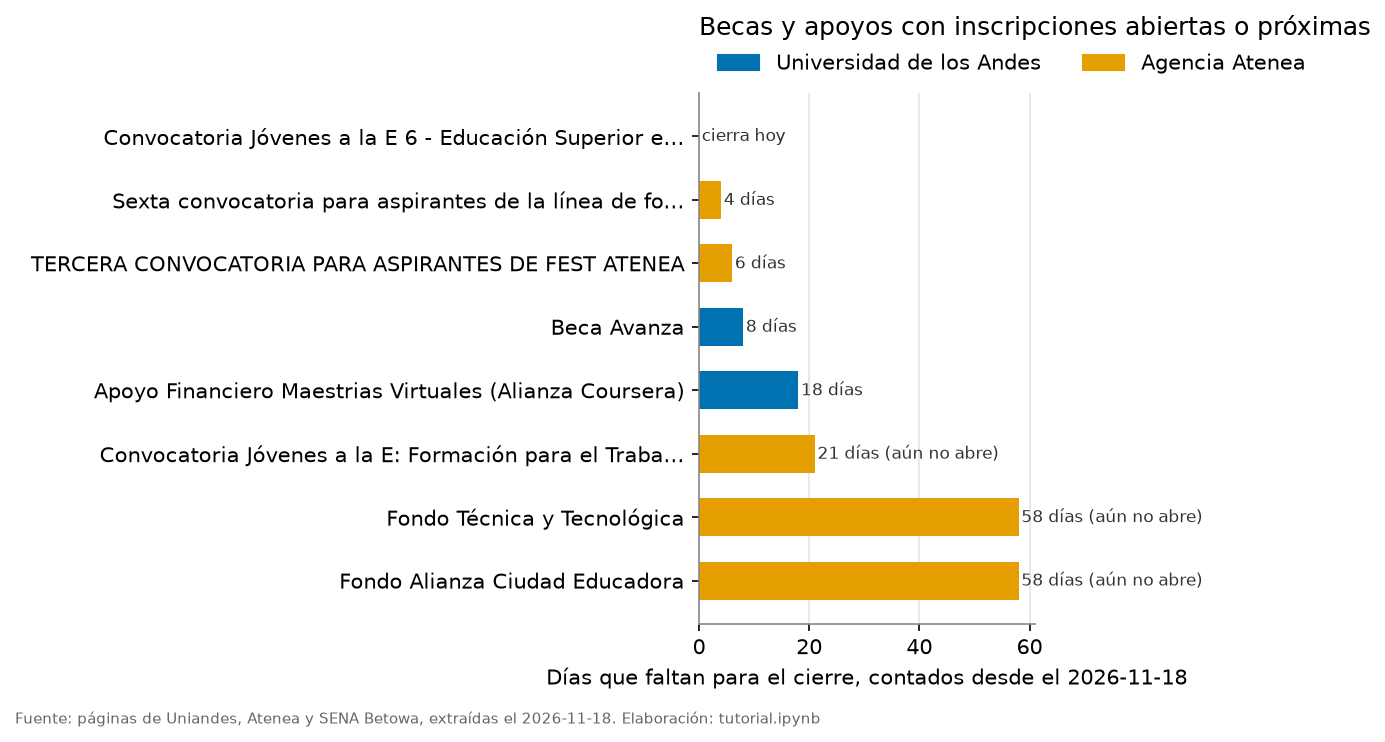 Becas y apoyos con inscripciones abiertas o próximas
Universidad de los Andes
Agencia Atenea
Convocatoria Jóvenes a la E 6 - Educación Superior e…
cierra hoy
Sexta convocatoria para aspirantes de la línea de fo…
4 días
TERCERA CONVOCATORIA PARA ASPIRANTES DE FEST ATENEA
6 días
Beca Avanza
8 días
Apoyo Financiero Maestrias Virtuales (Alianza Coursera)
18 días
Convocatoria Jóvenes a la E: Formación para el Traba…
21 días (aún no abre)
Fondo Técnica y Tecnológica
58 días (aún no abre)
Fondo Alianza Ciudad Educadora
58 días (aún no abre)
0 20 40 60
Días que faltan para el cierre, contados desde el 2026-11-18
Fuente: páginas de Uniandes, Atenea y SENA Betowa, extraídas el 2026-11-18. Elaboración: tutorial.ipynb